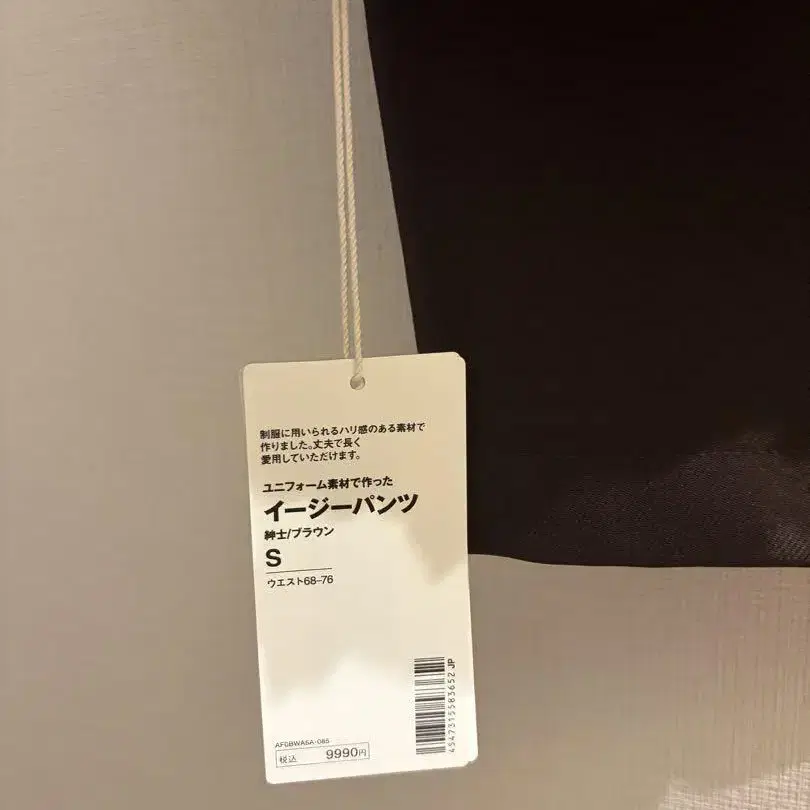 制服に用いられるハリ感のある素材で
作りました。丈夫で長く
愛用していただけます。
ユニフォーム素材で作った
イージーパンツ
紳士/ブラウン
S
ウエスト68–76
4547315583652 JP
AFGBWA5A-065
税込 9990円